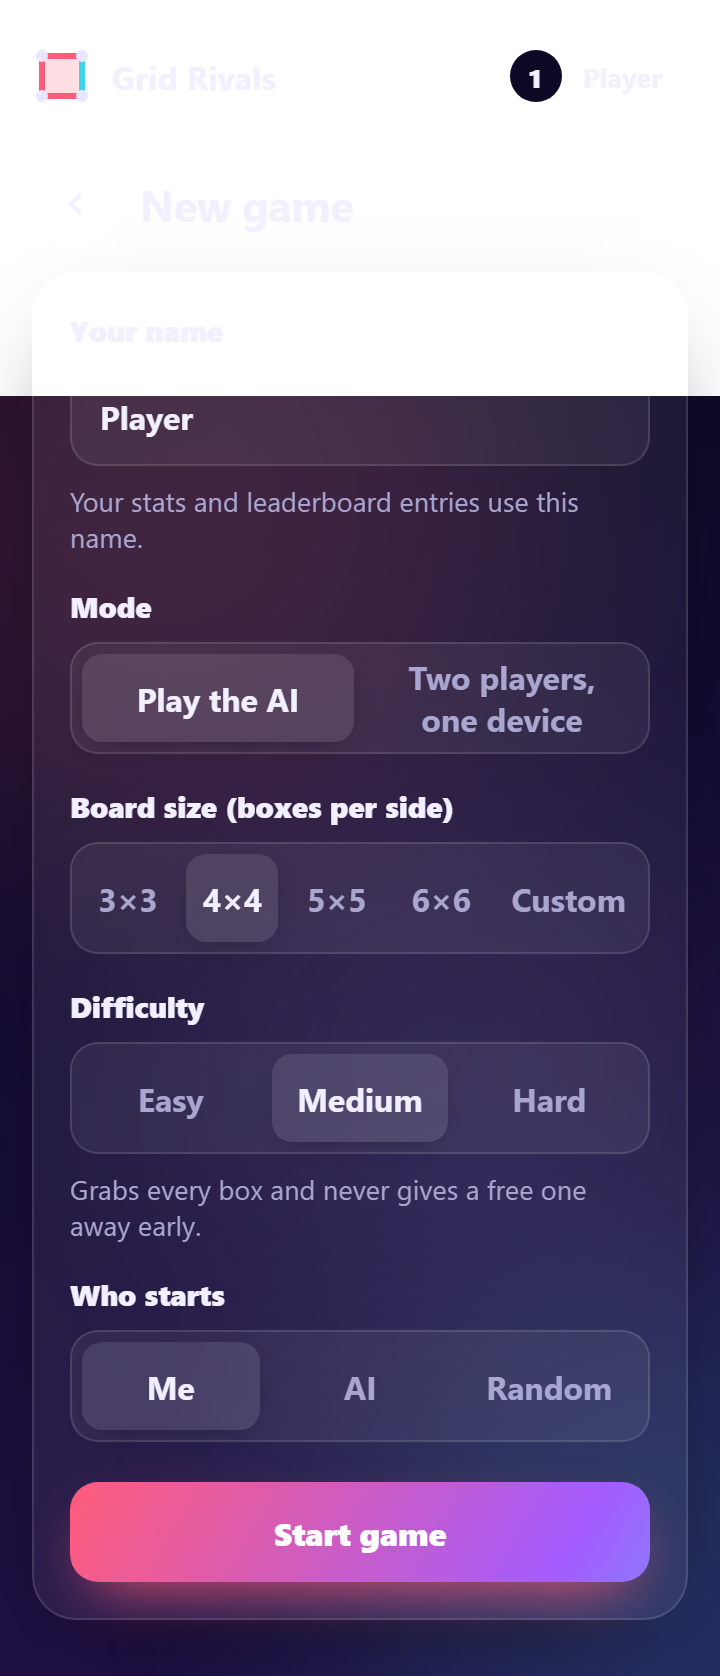 Grid Rivals
1 Player
New game
Your name
Player
Your stats and leaderboard entries use this
name.
Mode
Play the AI
Two players,
one device
Board size (boxes per side)
3×3 4×4 5×5 6×6 Custom
Difficulty
Easy Medium Hard
Grabs every box and never gives a free one
away early.
Who starts
Me AI Random
Start game